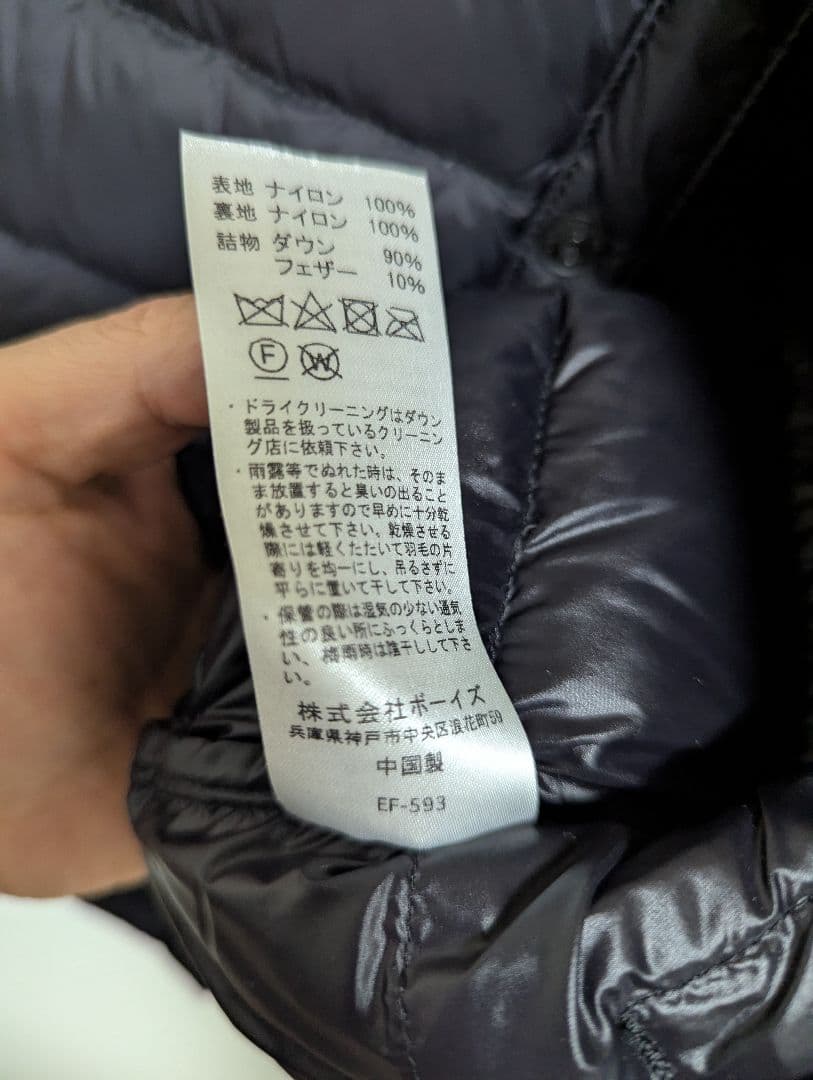 表地 ナイロン 100%
裏地 ナイロン 100%
詰物 ダウン 90%
フェザー 10%
F W
・ドライクリーニングはダウン
製品を扱っているクリーニン
グ店に依頼下さい。
・雨露等でぬれた時は、そのま
ま放置すると臭いの出ること
がありますので早めに十分乾
燥させて下さい。乾燥させる
際には軽くたたいて羽毛の片
寄りを均一にし、吊るさずに
平らに置いて干して下さい。
・保管の際は湿気の少ない通気
性の良い所にふっくらとしま
い、梅雨時は陰干しして下さ
い。
株式会社ボーイズ
兵庫県神戸市中央区浪花町59
中国製
EF-593